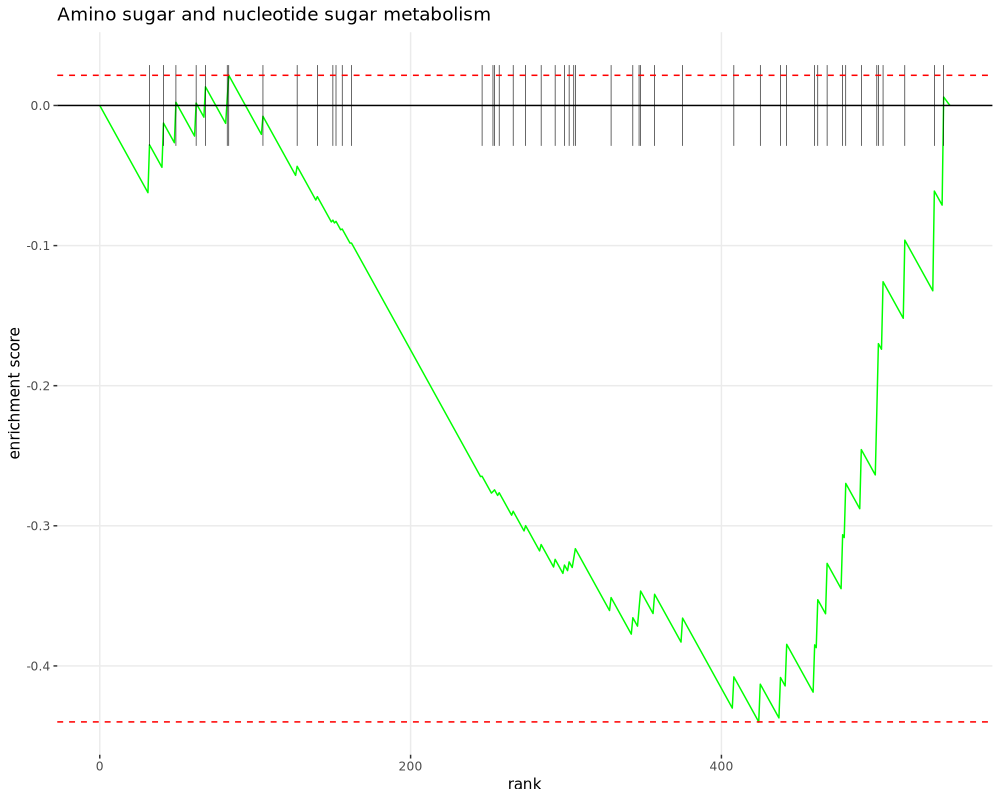 Amino sugar and nucleotide sugar metabolism
0.0
-0.1
-0.2
-0.3
-0.4
enrichment score
0 200 400
rank